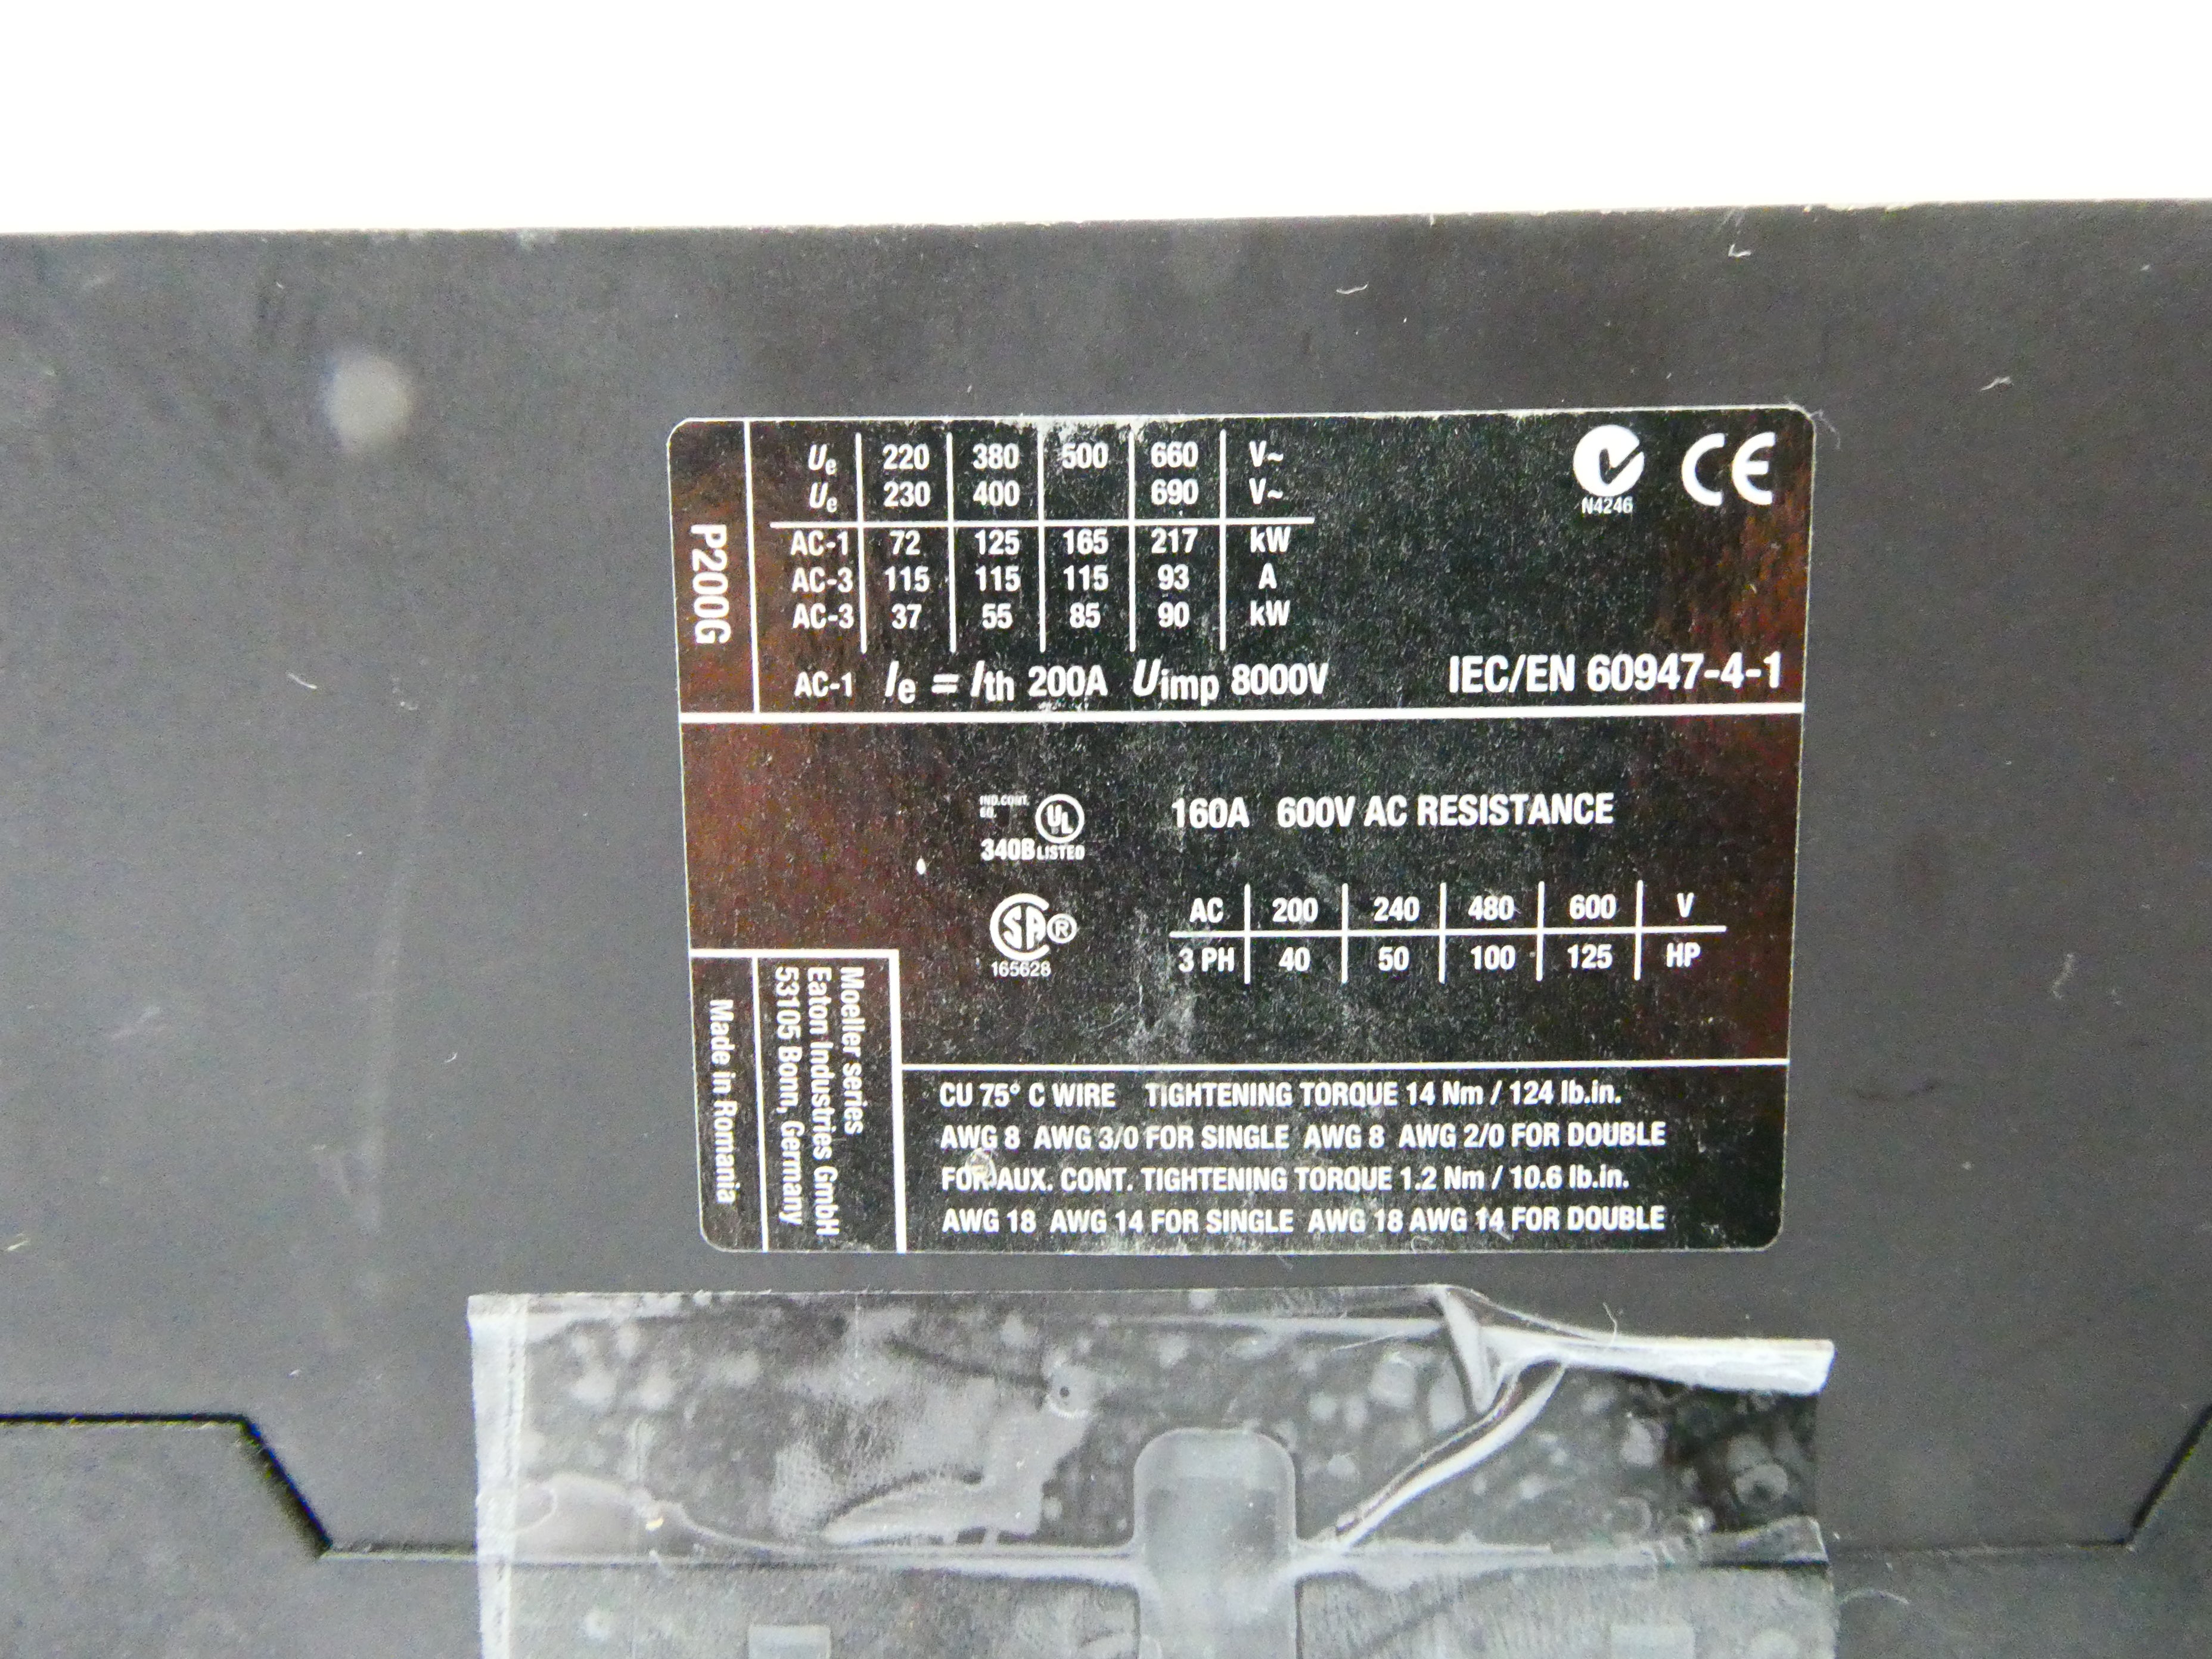 P200G
Ue 220 380 500 660 V~
Ue 230 400 690 V~
AC-1 72 125 165 217 kW
AC-3 115 115 115 93 A
AC-3 37 55 85 90 kW
AC-1 Ie = Ith 200A Uimp 8000V
N4246
CE
IEC/EN 60947-4-1
IND.CONT.
EQ.
UL
340B LISTED
SA ®
165628
160A 600V AC RESISTANCE
AC 200 240 480 600 V
3 PH 40 50 100 125 HP
Moeller series
Eaton Industries GmbH
53105 Bonn, Germany
Made in Romania
CU 75° C WIRE TIGHTENING TORQUE 14 Nm / 124 lb.in.
AWG 8 AWG 3/0 FOR SINGLE AWG 8 AWG 2/0 FOR DOUBLE
FOR AUX. CONT. TIGHTENING TORQUE 1.2 Nm / 10.6 lb.in.
AWG 18 AWG 14 FOR SINGLE AWG 18 AWG 14 FOR DOUBLE